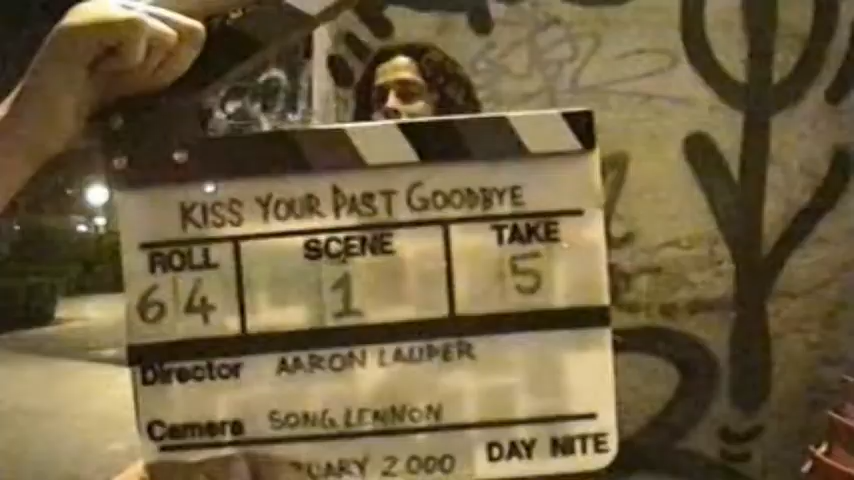 KISS YOUR PAST GOODBYE
ROLL SCENE TAKE
64 1 5
Director AARON LAUPER
Camera SONG LENNON
UARY 2000 DAY NITE